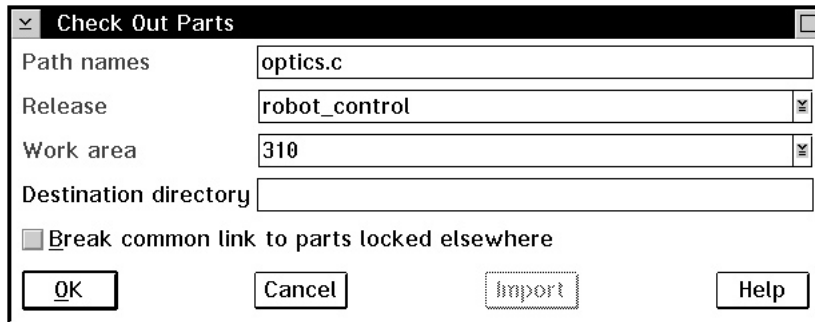 Check Out Parts
Path names optics.c
Release robot_control
Work area 310
Destination directory
Break common link to parts locked elsewhere
OK Cancel Import Help